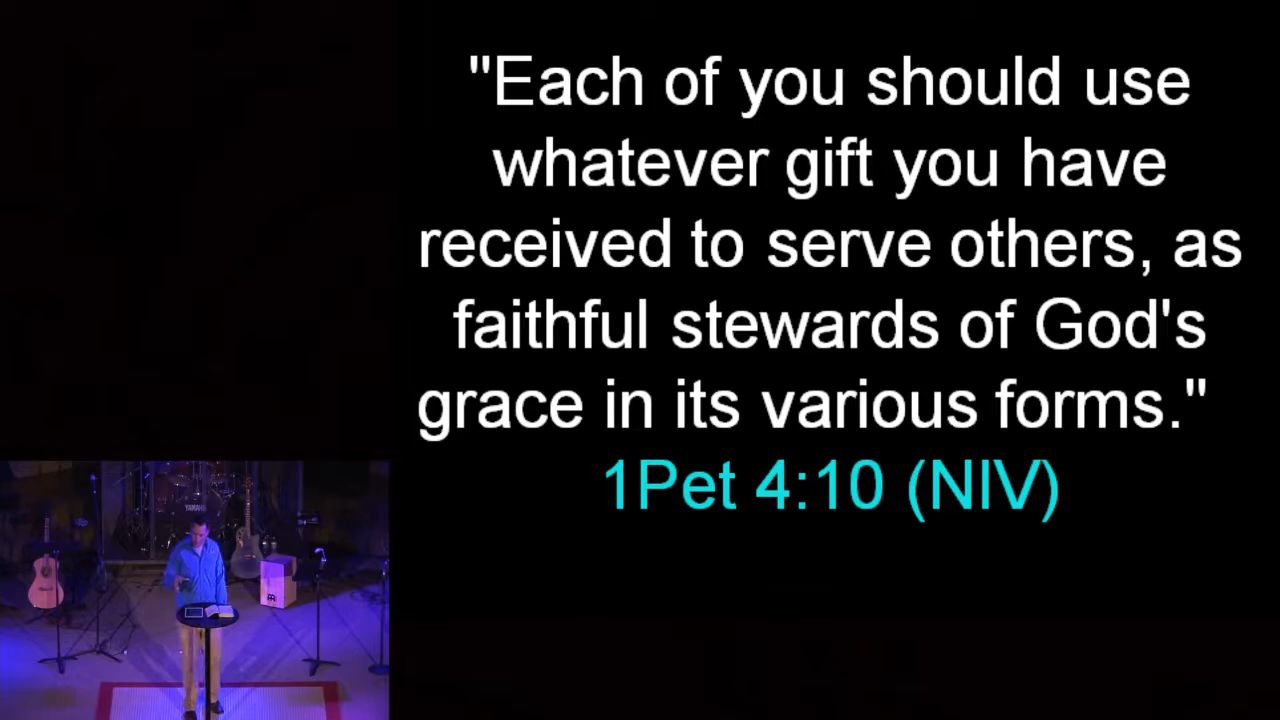 "Each of you should use
whatever gift you have
received to serve others, as
faithful stewards of God's
grace in its various forms."
1Pet 4:10 (NIV)
YAMAHA